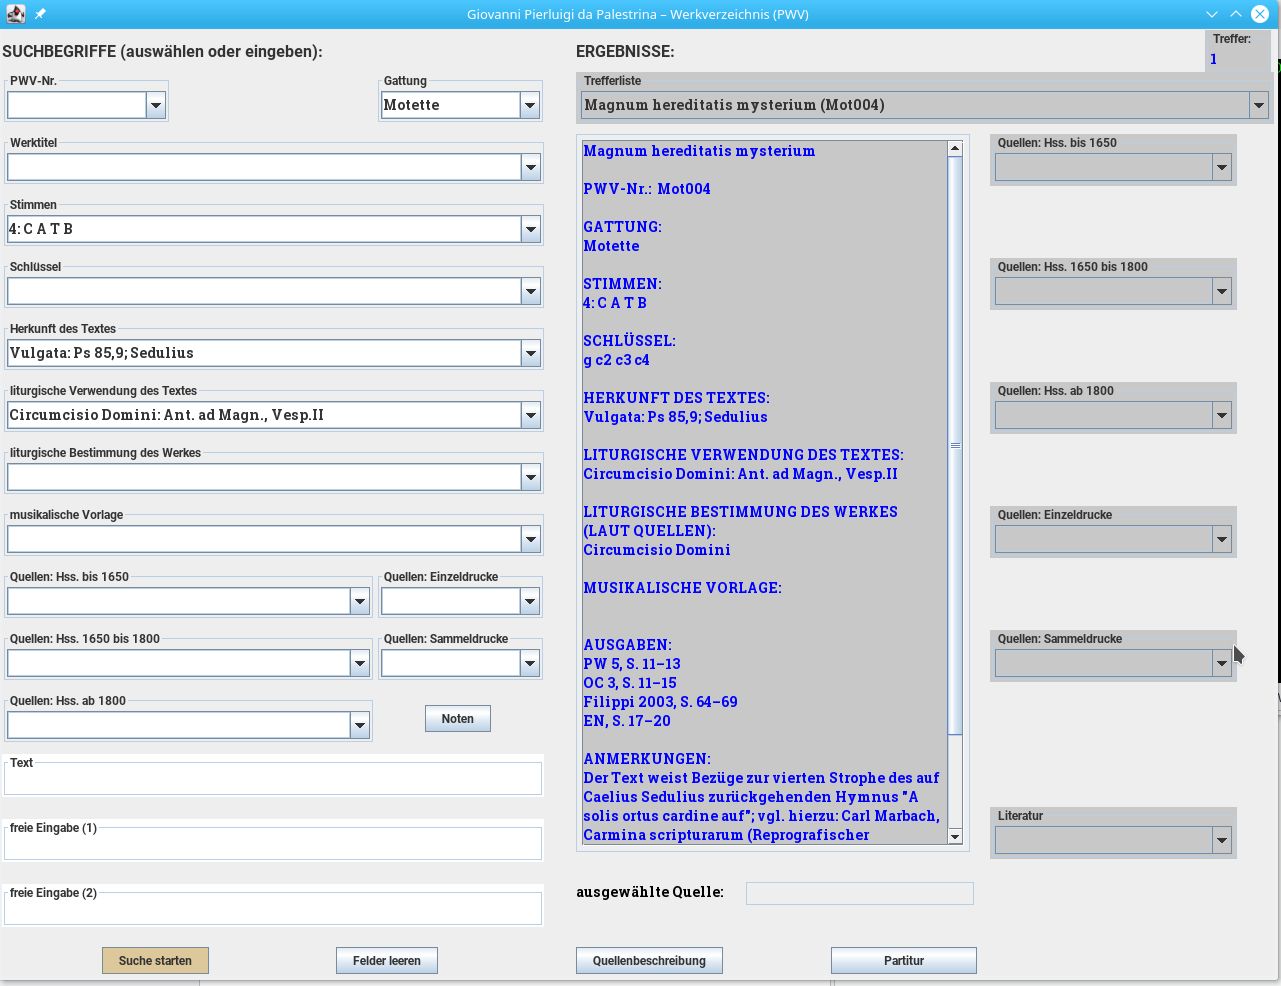 Giovanni Pierluigi da Palestrina – Werkverzeichnis (PWV)
SUCHBEGRIFFE (auswählen oder eingeben):
PWV-Nr.
Gattung
Motette
Werktitel
Stimmen
4: C A T B
Schlüssel
Herkunft des Textes
Vulgata: Ps 85,9; Sedulius
liturgische Verwendung des Textes
Circumcisio Domini: Ant. ad Magn., Vesp.II
liturgische Bestimmung des Werkes
musikalische Vorlage
Quellen: Hss. bis 1650
Quellen: Einzeldrucke
Quellen: Hss. 1650 bis 1800
Quellen: Sammeldrucke
Quellen: Hss. ab 1800
Noten
Text
freie Eingabe (1)
freie Eingabe (2)
Suche starten
Felder leeren
ERGEBNISSE:
Treffer:
1
Trefferliste
Magnum hereditatis mysterium (Mot004)
Magnum hereditatis mysterium
PWV-Nr.: Mot004
GATTUNG:
Motette
STIMMEN:
4: C A T B
SCHLÜSSEL:
g c2 c3 c4
HERKUNFT DES TEXTES:
Vulgata: Ps 85,9; Sedulius
LITURGISCHE VERWENDUNG DES TEXTES:
Circumcisio Domini: Ant. ad Magn., Vesp.II
LITURGISCHE BESTIMMUNG DES WERKES
(LAUT QUELLEN):
Circumcisio Domini
MUSIKALISCHE VORLAGE:
AUSGABEN:
PW 5, S. 11–13
OC 3, S. 11–15
Filippi 2003, S. 64–69
EN, S. 17–20
ANMERKUNGEN:
Der Text weist Bezüge zur vierten Strophe des auf
Caelius Sedulius zurückgehenden Hymnus "A
solis ortus cardine auf"; vgl. hierzu: Carl Marbach,
Carmina scripturarum (Reprografischer
Quellen: Hss. bis 1650
Quellen: Hss. 1650 bis 1800
Quellen: Hss. ab 1800
Quellen: Einzeldrucke
Quellen: Sammeldrucke
Literatur
ausgewählte Quelle:
Quellenbeschreibung
Partitur